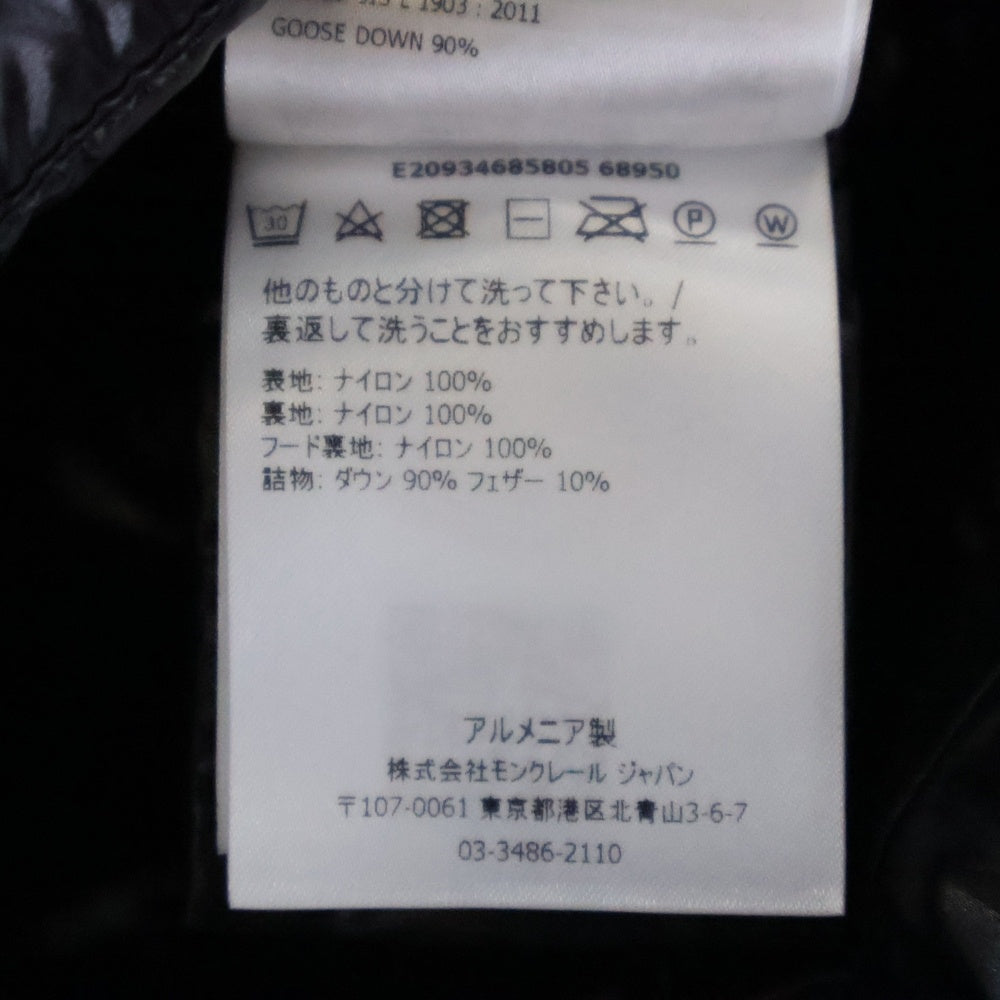 1903 : 2011
GOOSE DOWN 90%
E20934685805 68950
30
P
W
他のものと分けて洗って下さい。/
裏返して洗うことをおすすめします。
表地: ナイロン 100%
裏地: ナイロン 100%
フード裏地: ナイロン 100%
詰物: ダウン 90% フェザー 10%
アルメニア製
株式会社モンクレール ジャパン
〒107-0061 東京都港区北青山3-6-7
03-3486-2110